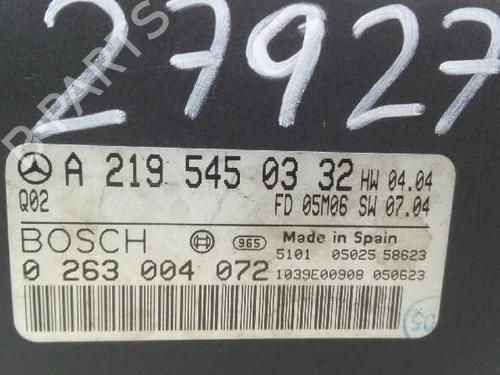 27927
B-PARTS
A 219 545 03 32 HW 04.04
Q02 FD 05M06 SW 07.04
BOSCH 965 Made in Spain
5101 05025 58623
0 263 004 072 1039E00908 050623
05